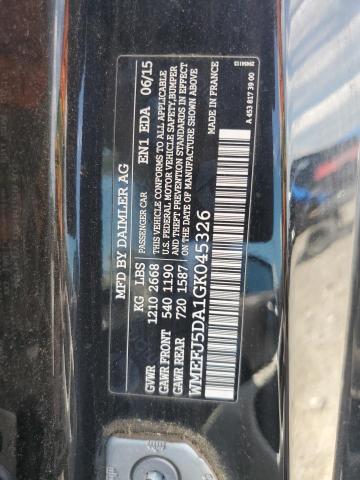 MFD BY DAIMLER AG
KG LBS PASSENGER CAR EN1 EDA 06/15
GVWR 1210 2668 THIS VEHICLE CONFORMS TO ALL APPLICABLE
GAWR FRONT 540 1190 U.S. FEDERAL MOTOR VEHICLE SAFETY, BUMPER
GAWR REAR 720 1587 AND THEFT PREVENTION STANDARDS IN EFFECT
ON THE DATE OF MANUFACTURE SHOWN ABOVE
WMEFJ5DA1GK045326
MADE IN FRANCE
A 453 817 39 00